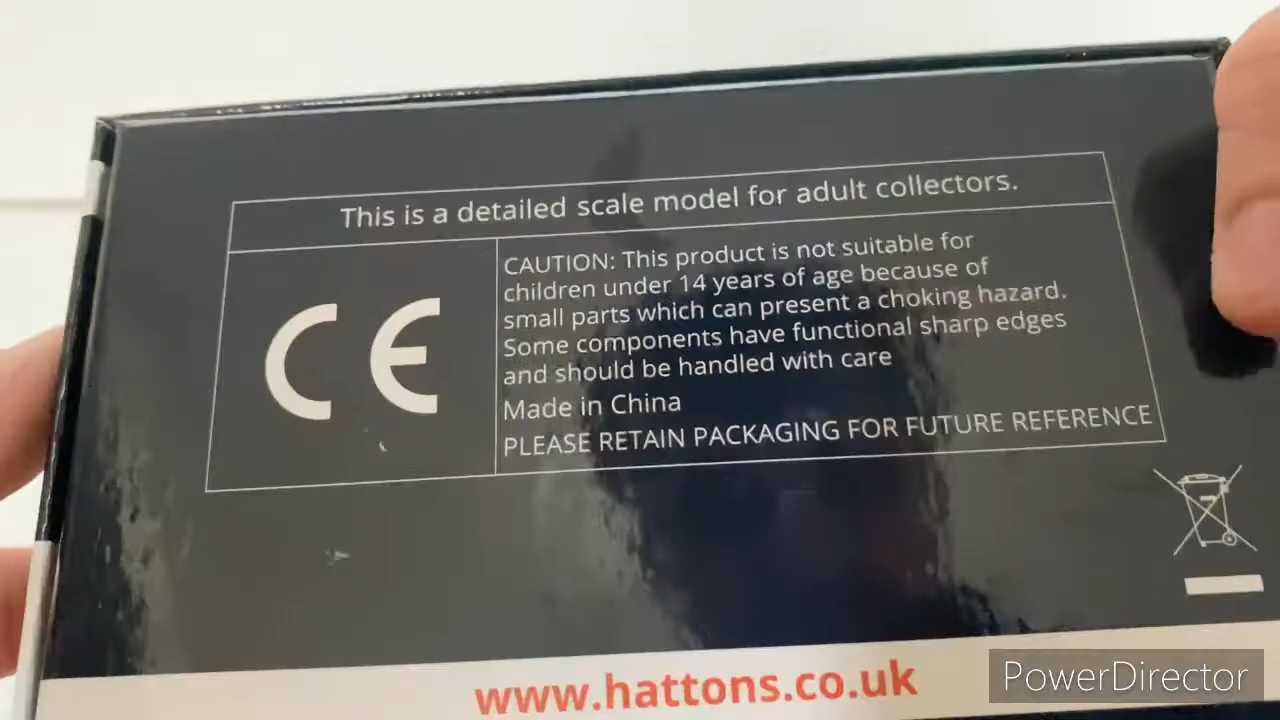 This is a detailed scale model for adult collectors.
CE
CAUTION: This product is not suitable for
children under 14 years of age because of
small parts which can present a choking hazard.
Some components have functional sharp edges
and should be handled with care
Made in China
PLEASE RETAIN PACKAGING FOR FUTURE REFERENCE
www.hattons.co.uk
PowerDirector